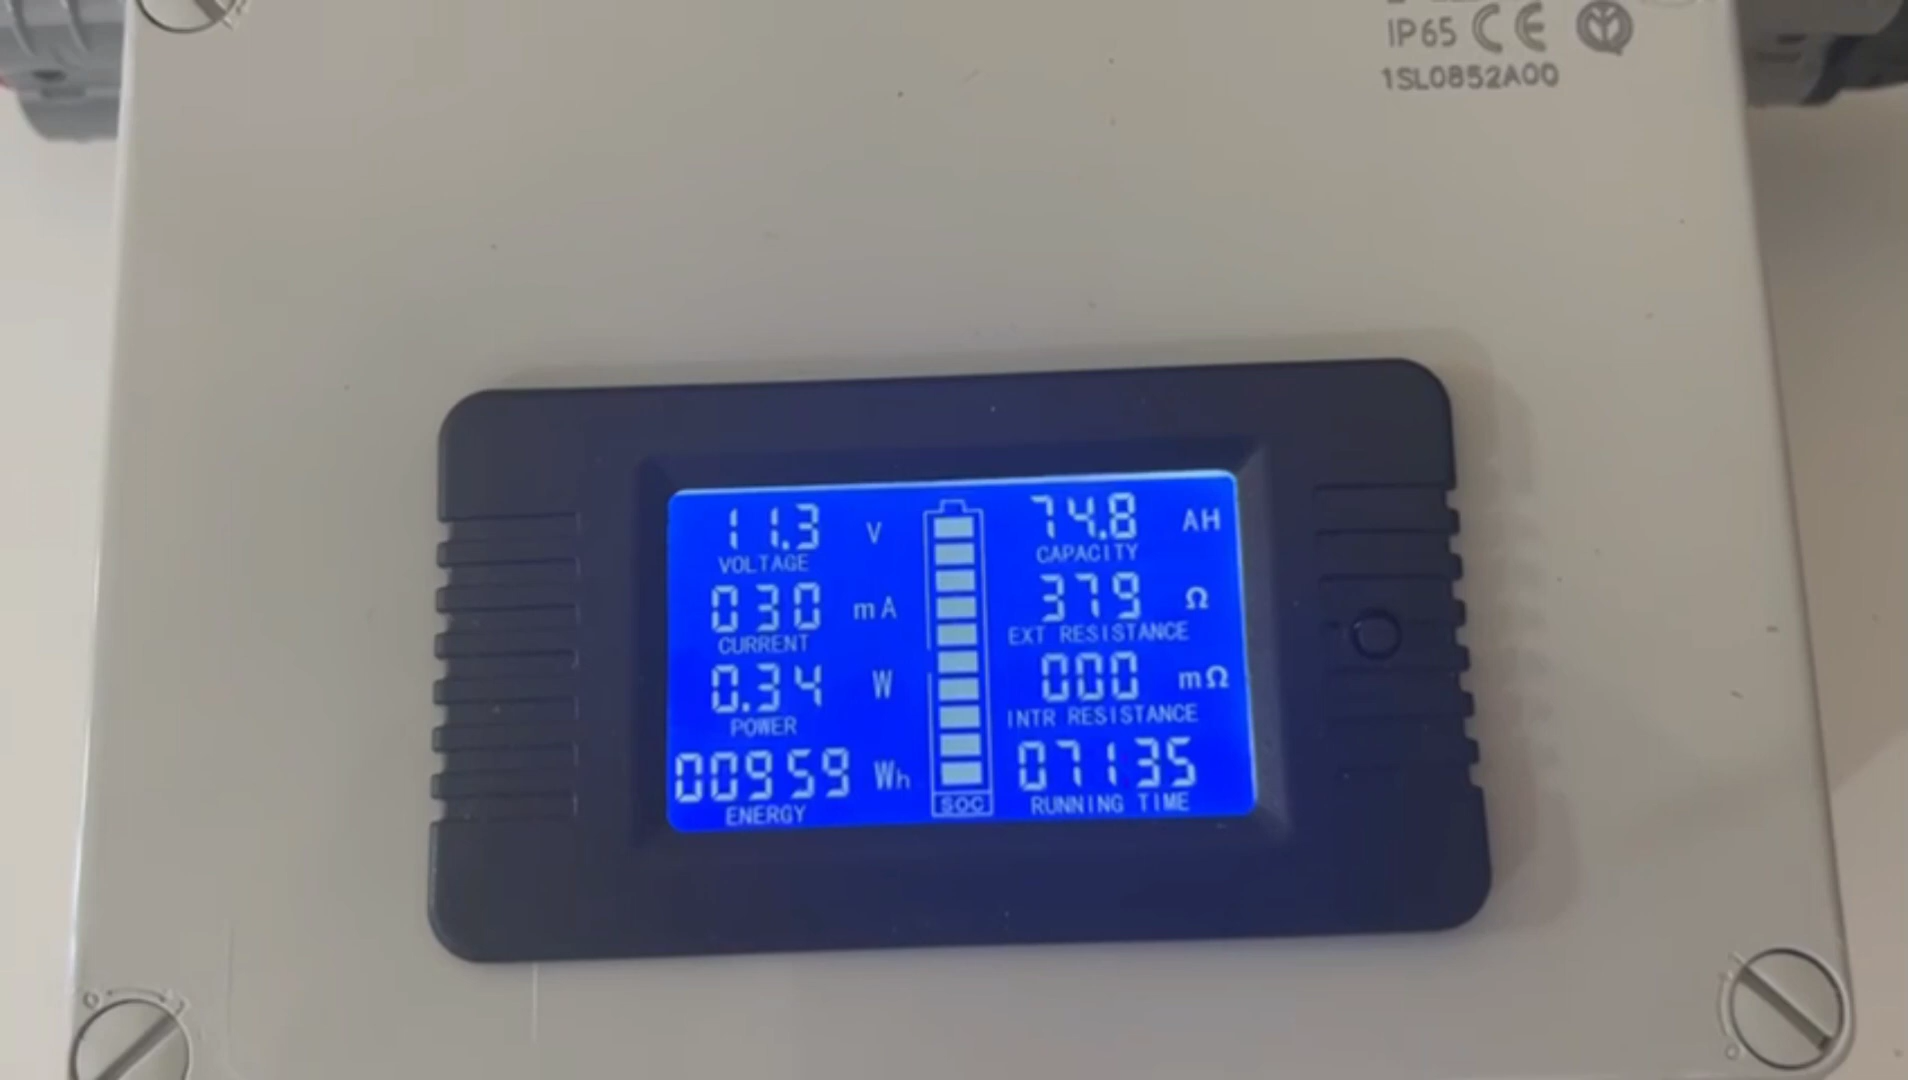 IP65 CE
1SL0852A00
11.3 V
VOLTAGE
030 mA
CURRENT
0.34 W
POWER
00959 Wh
ENERGY
SOC
74.8 AH
CAPACITY
379 Ω
EXT RESISTANCE
000 mΩ
INTR RESISTANCE
07135
RUNNING TIME